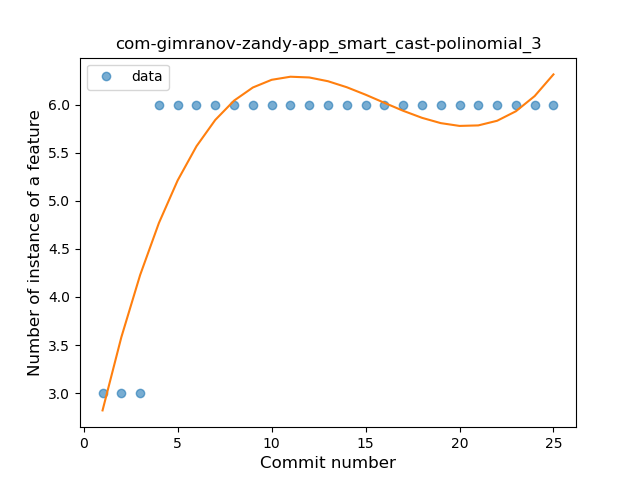 com-gimranov-zandy-app_smart_cast-polinomial_3
data
Number of instance of a feature
6.0
5.5
5.0
4.5
4.0
3.5
3.0
0 5 10 15 20 25
Commit number